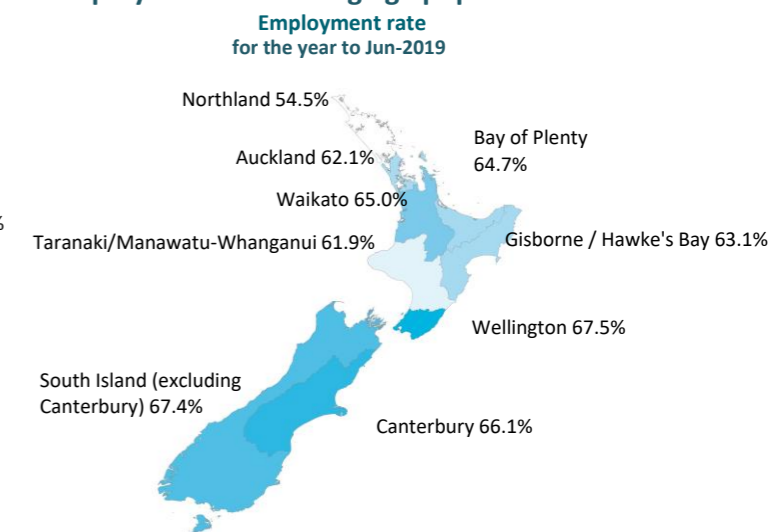 Employment rate
for the year to Jun-2019
Northland 54.5%
Bay of Plenty
64.7%
Auckland 62.1%
Waikato 65.0%
%
Taranaki/Manawatu-Whanganui 61.9%
Gisborne / Hawke's Bay 63.1%
Wellington 67.5%
South Island (excluding
Canterbury) 67.4%
Canterbury 66.1%